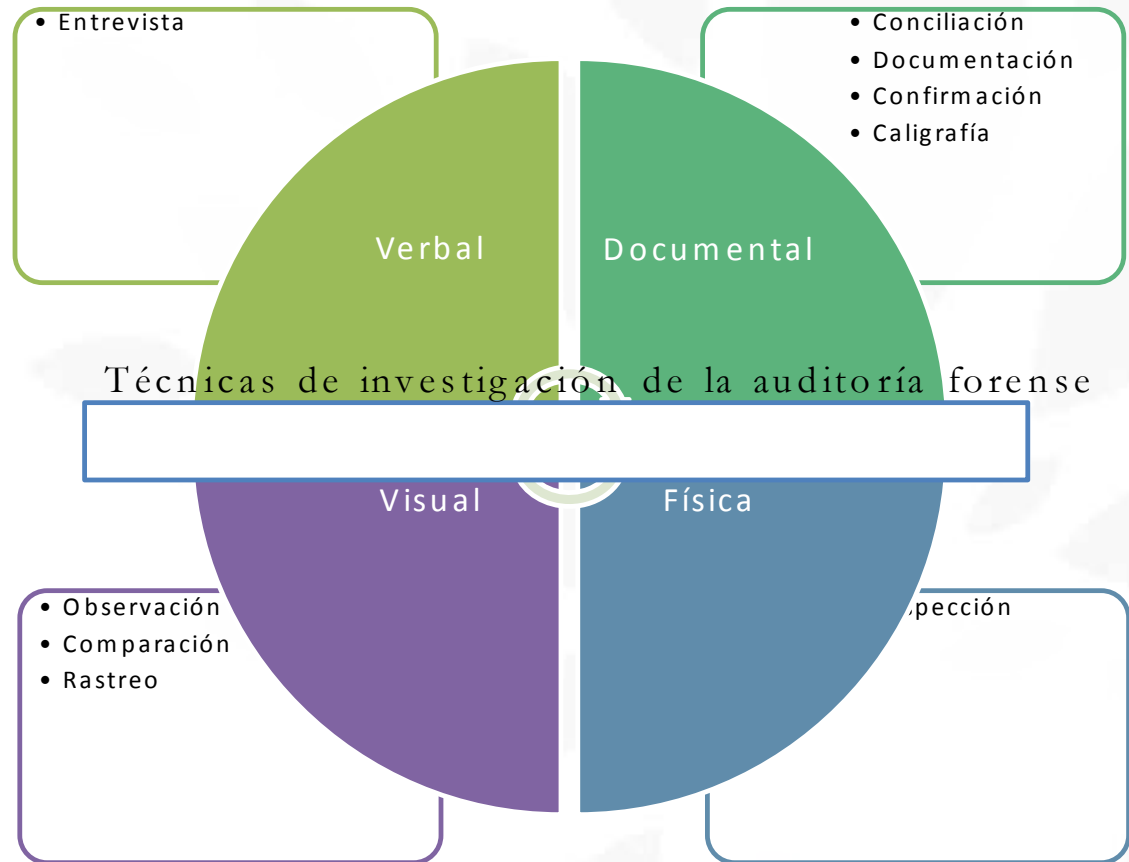 • Entrevista
• Conciliación
• Documentación
• Confirmación
• Caligrafía
Verbal
Documental
Técnicas de investigación de la auditoría forense
Visual
Física
• Observación
• Comparación
• Rastreo